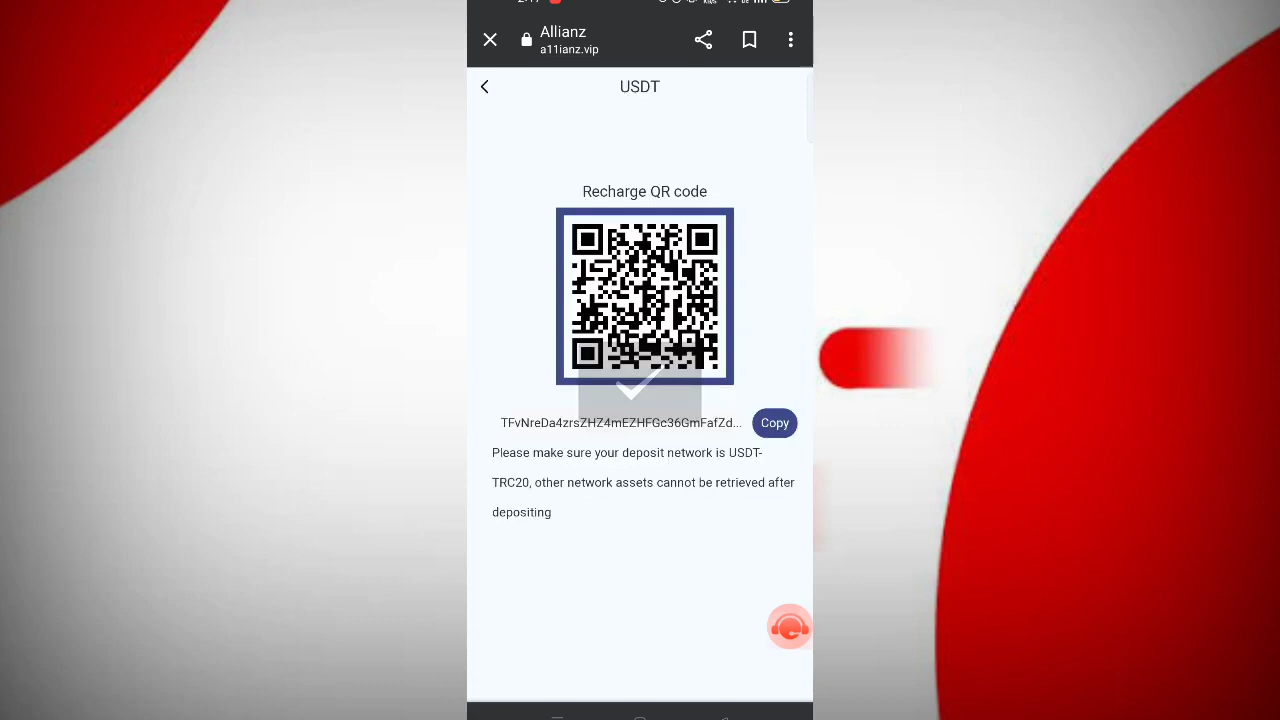 Allianz
a11ianz.vip
USDT
Recharge QR code
TFvNreDa4zrsZHZ4mEZHFGc36GmFafZd...
Copy
Please make sure your deposit network is USDT-
TRC20, other network assets cannot be retrieved after
depositing